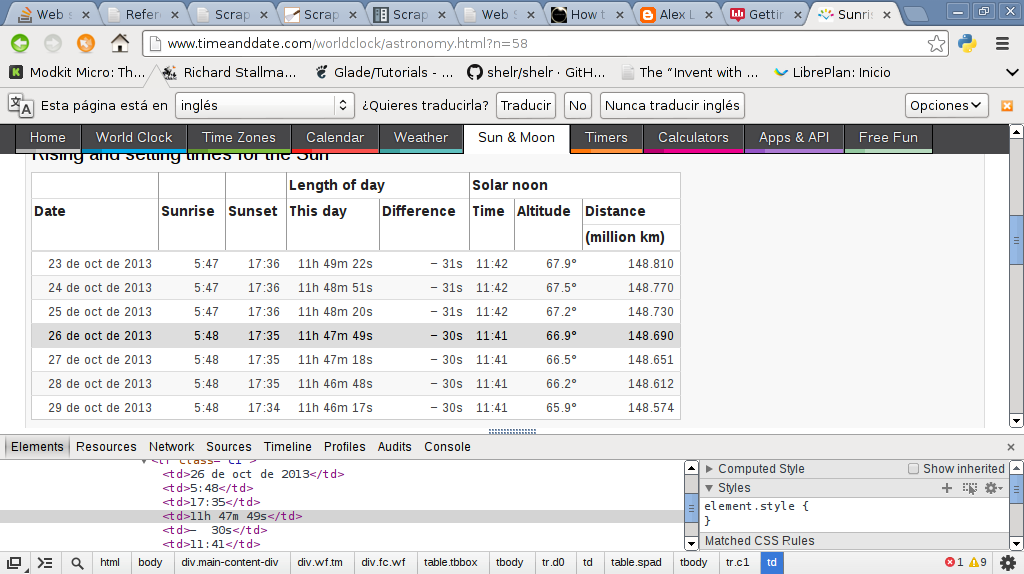 Web s Refere Scrap Scrap Scrap Web S How t Alex L Gettin Sunris
www.timeanddate.com/worldclock/astronomy.html?n=58
Modkit Micro: Th... Richard Stallma... Glade/Tutorials - ... shelr/shelr · GitH... The “Invent with ... LibrePlan: Inicio
Esta página está en inglés ¿Quieres traducirla? Traducir No Nunca traducir inglés Opciones
Home World Clock Time Zones Calendar Weather Sun & Moon Timers Calculators Apps & API Free Fun
Rising and setting times for the Sun
Length of day Solar noon
Date Sunrise Sunset This day Difference Time Altitude Distance
(million km)
23 de oct de 2013 5:47 17:36 11h 49m 22s − 31s 11:42 67.9° 148.810
24 de oct de 2013 5:47 17:36 11h 48m 51s − 31s 11:42 67.5° 148.770
25 de oct de 2013 5:47 17:36 11h 48m 20s − 31s 11:42 67.2° 148.730
26 de oct de 2013 5:48 17:35 11h 47m 49s − 30s 11:41 66.9° 148.690
27 de oct de 2013 5:48 17:35 11h 47m 18s − 30s 11:41 66.5° 148.651
28 de oct de 2013 5:48 17:35 11h 46m 48s − 30s 11:41 66.2° 148.612
29 de oct de 2013 5:48 17:34 11h 46m 17s − 30s 11:41 65.9° 148.574
Elements Resources Network Sources Timeline Profiles Audits Console
<tr class="c1">
<td>26 de oct de 2013</td>
<td>5:48</td>
<td>17:35</td>
<td>11h 47m 49s</td>
<td>− 30s</td>
<td>11:41</td>
Computed Style Show inherited
Styles
element.style {
}
Matched CSS Rules
html body div.main-content-div div.wf.tm div.fc.wf table.tbbox tbody tr.d0 td table.spad tbody tr.c1 td 1 9